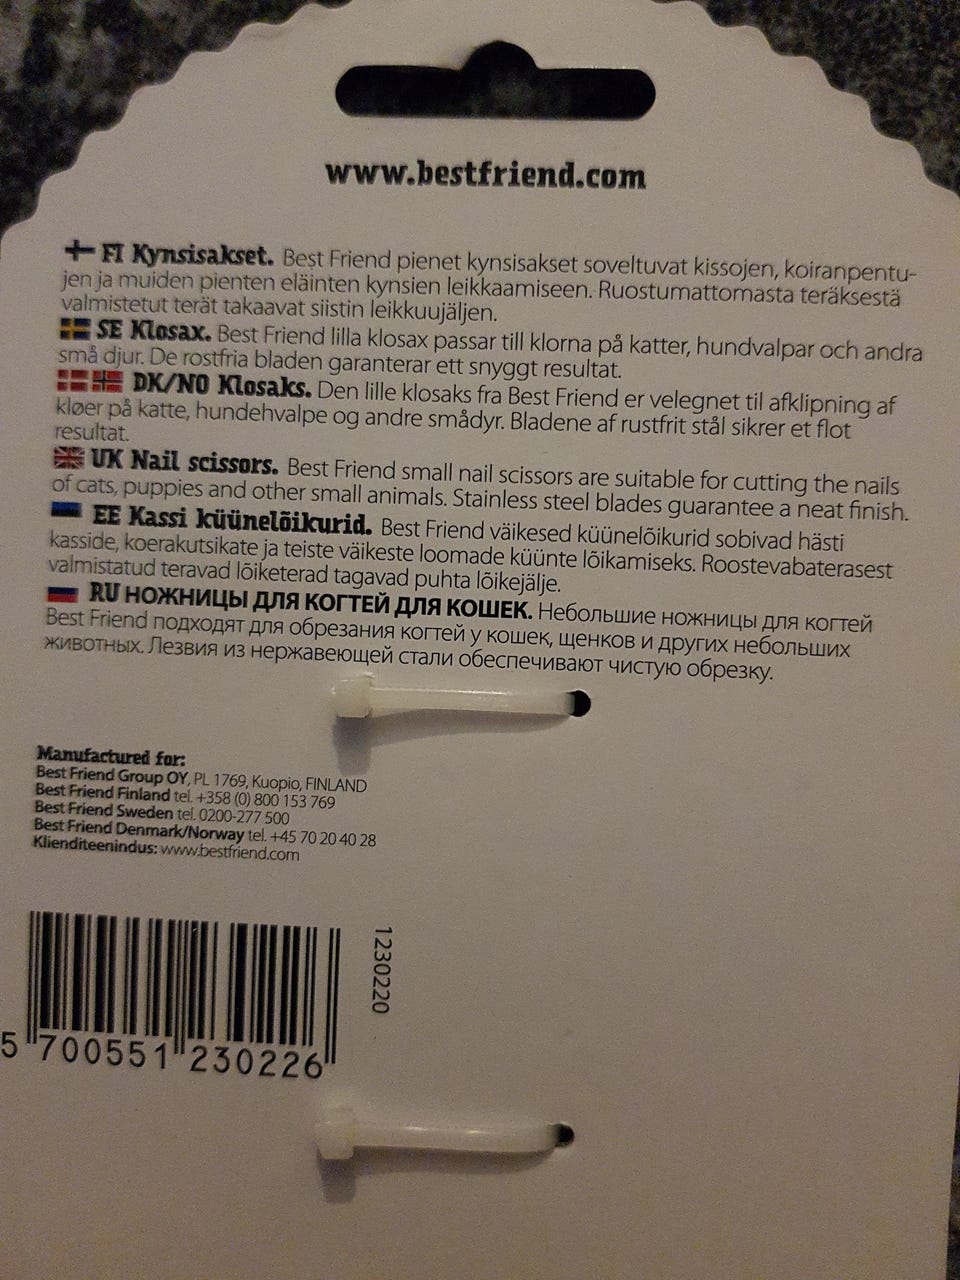 www.bestfriend.com
FI Kynsisakset. Best Friend pienet kynsisakset soveltuvat kissojen, koiranpentu-
jen ja muiden pienten eläinten kynsien leikkaamiseen. Ruostumattomasta teräksestä
valmistetut terät takaavat siistin leikkuujäljen.
SE Klosax. Best Friend lilla klosax passar till klorna på katter, hundvalpar och andra
små djur. De rostfria bladen garanterar ett snyggt resultat.
DK/NO Klosaks. Den lille klosaks fra Best Friend er velegnet til afklipning af
kløer på katte, hundehvalpe og andre smådyr. Bladene af rustfrit stål sikrer et flot
resultat.
UK Nail scissors. Best Friend small nail scissors are suitable for cutting the nails
of cats, puppies and other small animals. Stainless steel blades guarantee a neat finish.
EE Kassi küünelõikurid. Best Friend väikesed küünelõikurid sobivad hästi
kasside, koerakutsikate ja teiste väikeste loomade küünte lõikamiseks. Roostevabaterasest
valmistatud teravad lõiketerad tagavad puhta lõikejälje.
RU НОЖНИЦЫ ДЛЯ КОГТЕЙ ДЛЯ КОШЕК. Небольшие ножницы для когтей
Best Friend подходят для обрезания когтей у кошек, щенков и других небольших
животных. Лезвия из нержавеющей стали обеспечивают чистую обрезку.
Manufactured for:
Best Friend Group OY, PL 1769, Kuopio, FINLAND
Best Friend Finland tel. +358 (0) 800 153 769
Best Friend Sweden tel. 0200-277 500
Best Friend Denmark/Norway tel. +45 70 20 40 28
Klienditeenindus: www.bestfriend.com
1230220
5 700551 230226